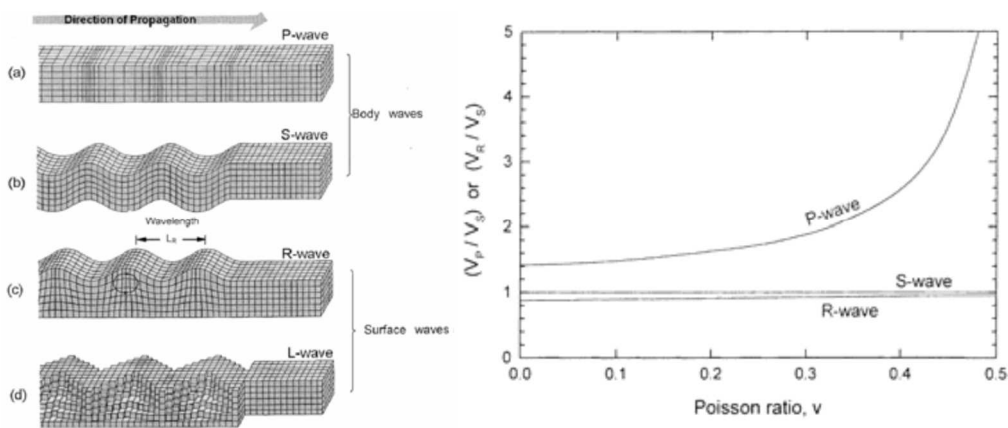 Direction of Propagation
P-wave
(a)
Body waves
S-wave
(b)
Wavelength
L_R
R-wave
(c)
Surface waves
L-wave
(d)
(V_P / V_S) or (V_R / V_S)
5
4
3
2
1
0
P-wave
S-wave
R-wave
0.0 0.1 0.2 0.3 0.4 0.5
Poisson ratio, v